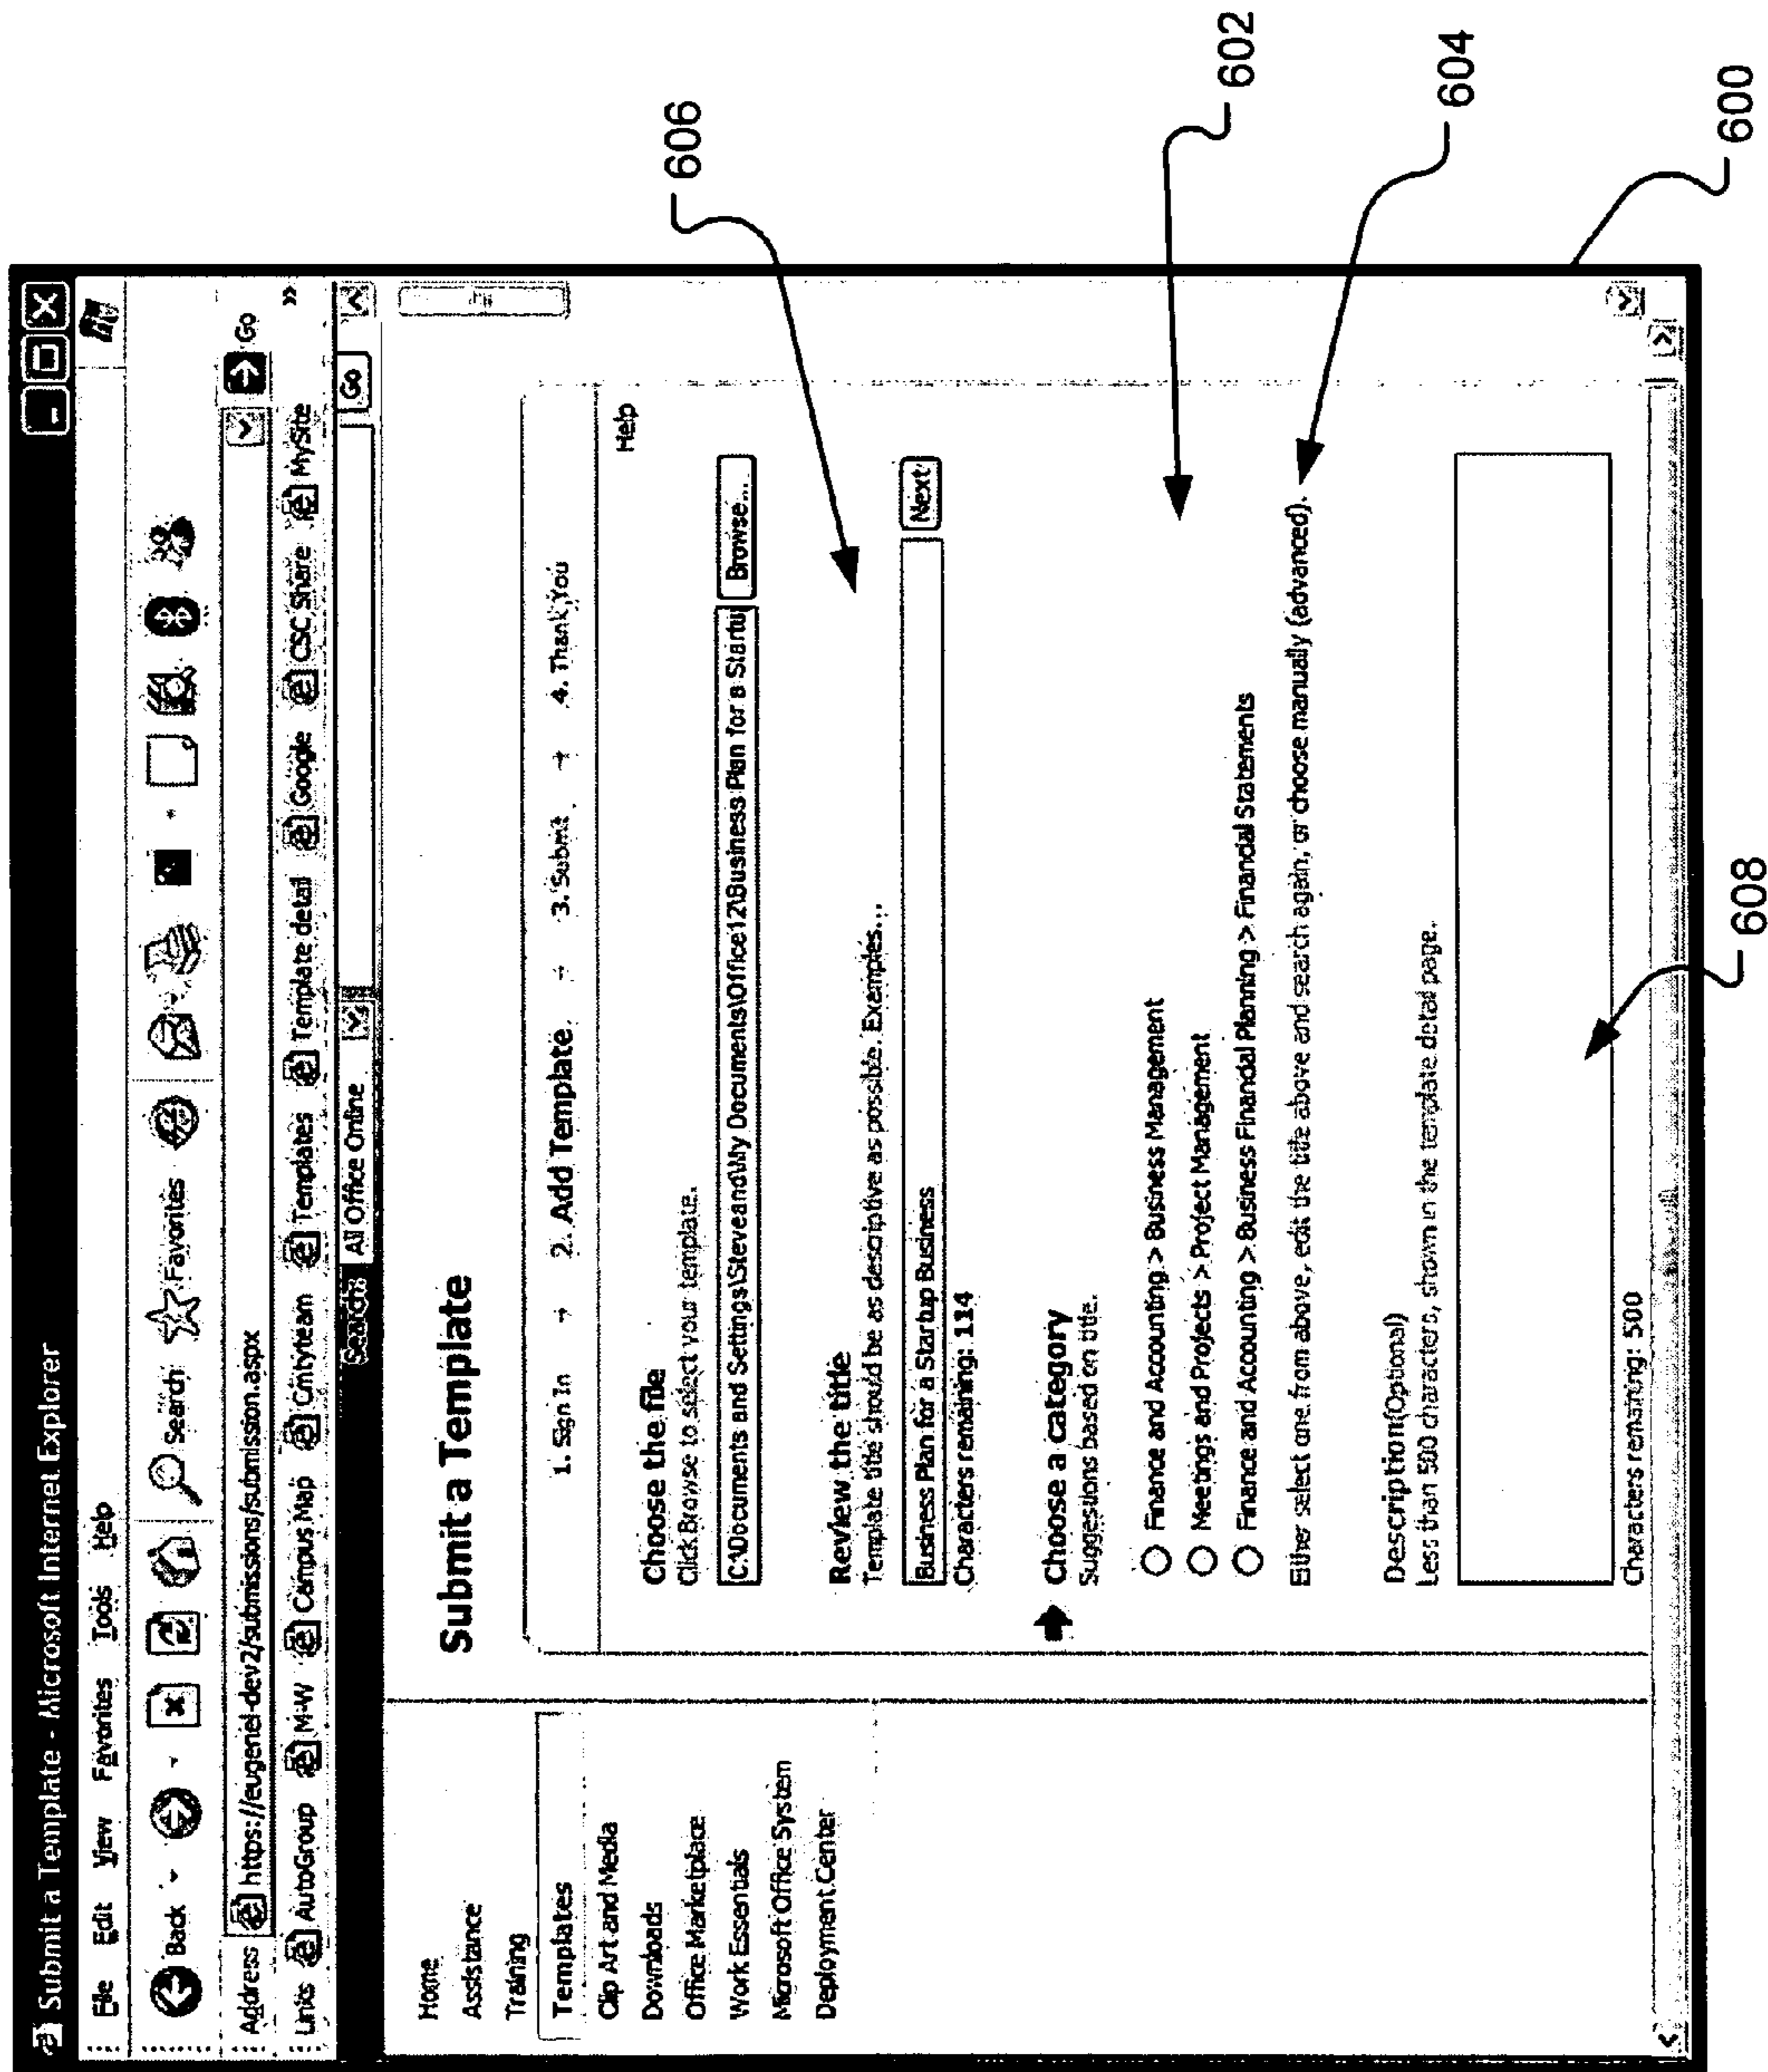 Submit a Template - Microsoft Internet Explorer
File Edit View Favorites Tools Help
Back Search Favorites
Address https://eugeniel-dev2/submissions/submission.aspx Go
Links AutoGroup M-W Campus Map Cmtyteam Templates Template detail Google CSC Share MySite »
Search: All Office Online Go
Home
Assistance
Training
Templates
Clip Art and Media
Downloads
Office Marketplace
Work Essentials
Microsoft Office System
Deployment Center
Submit a Template
1. Sign In → 2. Add Template → 3. Submit → 4. Thank You
Help
Choose the file
Click Browse to select your template.
C:\Documents and Settings\Steveand\My Documents\Office12\Business Plan for a Startu Browse...
Review the title
Template title should be as descriptive as possible. Examples...
Business Plan for a Startup Business Next
Characters remaining: 114
Choose a category
Suggestions based on title.
Finance and Accounting > Business Management
Meetings and Projects > Project Management
Finance and Accounting > Business Financial Planning > Financial Statements
Either select one from above, edit the title above and search again, or choose manually (advanced).
Description(Optional)
Less than 500 characters, shown in the template detail page.
Characters remaining: 500
606
602
604
600
608